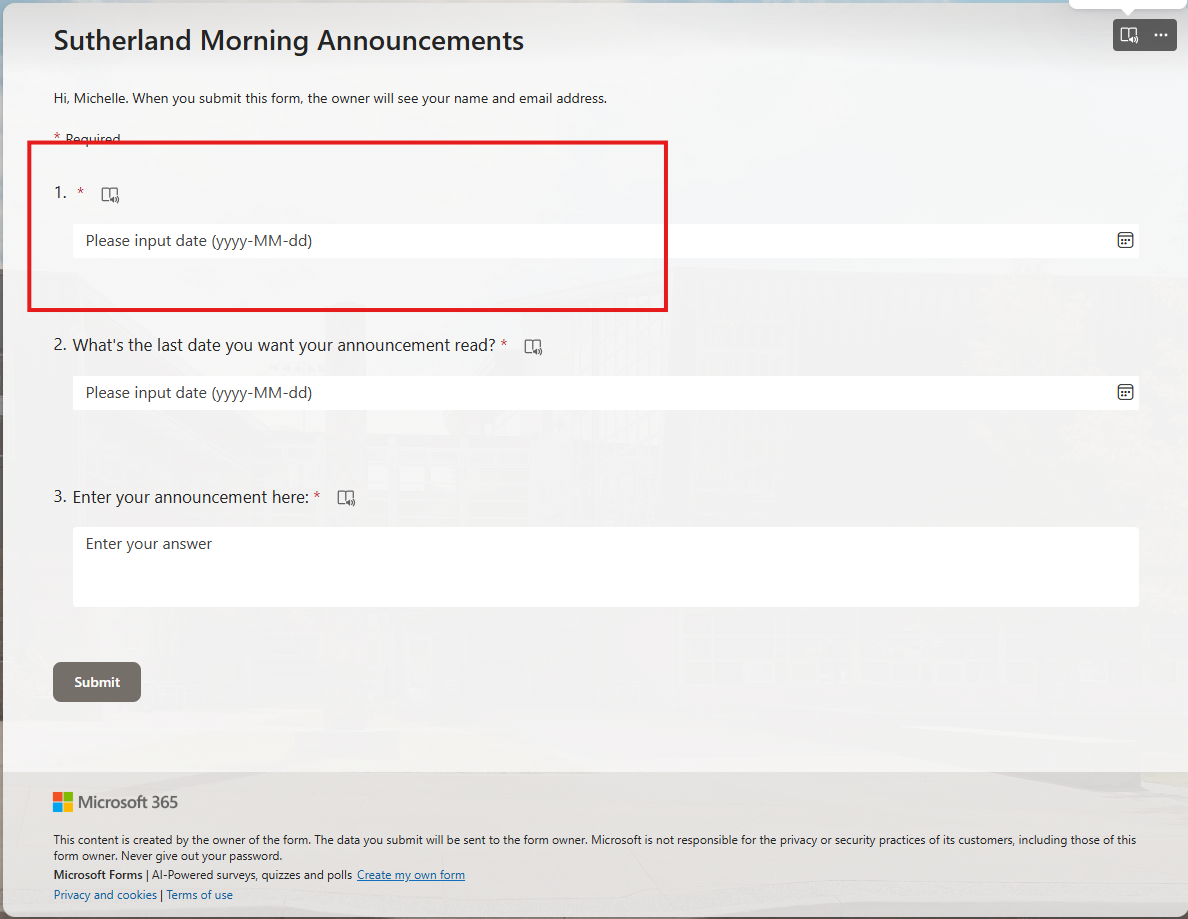 Sutherland Morning Announcements
Hi, Michelle. When you submit this form, the owner will see your name and email address.
* Required
1. *
Please input date (yyyy-MM-dd)
2. What's the last date you want your announcement read? *
Please input date (yyyy-MM-dd)
3. Enter your announcement here: *
Enter your answer
Submit
Microsoft 365
This content is created by the owner of the form. The data you submit will be sent to the form owner. Microsoft is not responsible for the privacy or security practices of its customers, including those of this
form owner. Never give out your password.
Microsoft Forms | AI-Powered surveys, quizzes and polls Create my own form
Privacy and cookies | Terms of use